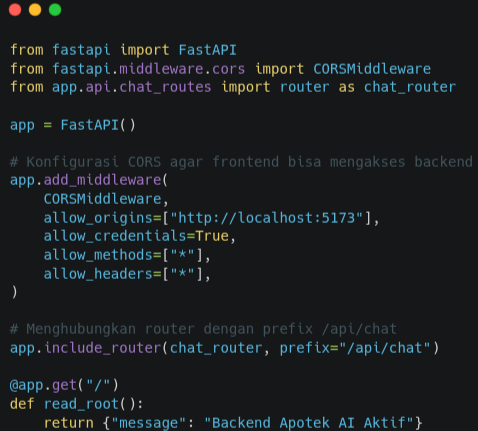 from fastapi import FastAPI
from fastapi.middleware.cors import CORSMiddleware
from app.api.chat_routes import router as chat_router

app = FastAPI()

# Konfigurasi CORS agar frontend bisa mengakses backend
app.add_middleware(
    CORSMiddleware,
    allow_origins=["http://localhost:5173"],
    allow_credentials=True,
    allow_methods=["*"],
    allow_headers=["*"],
)

# Menghubungkan router dengan prefix /api/chat
app.include_router(chat_router, prefix="/api/chat")

@app.get("/")
def read_root():
    return {"message": "Backend Apotek AI Aktif"}